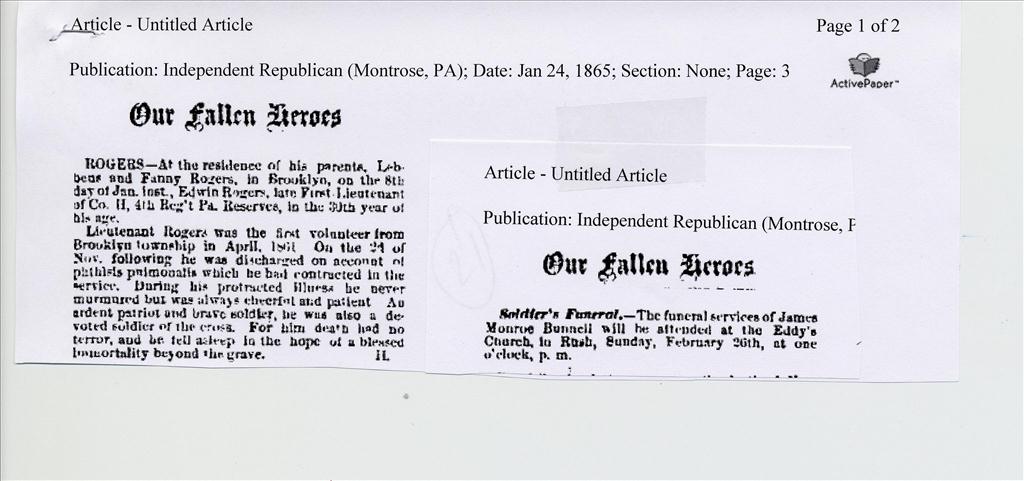 Article - Untitled Article
Page 1 of 2
Publication: Independent Republican (Montrose, PA); Date: Jan 24, 1865; Section: None; Page: 3
ActivePaper™
Our Fallen Heroes
ROGERS—At the residence of his parents, Leb-
beus and Fanny Rogers, in Brooklyn, on the 8th
day of Jan. inst., Edwin Rogers, late First Lieutenant
of Co. H, 4th Reg't Pa. Reserves, in the 30th year of
his age.
Lieutenant Rogers was the first volunteer from
Brooklyn township in April, 1861 On the 2d of
Nov. following he was discharged on account of
phthisis pulmonalis which he had contracted in the
service. During his protracted illness he never
murmured but was always cheerful and patient An
ardent patriot and brave soldier, he was also a de-
voted soldier of the cross. For him death had no
terror, and he fell asleep in the hope of a blessed
immortality beyond the grave. H.
Article - Untitled Article
Publication: Independent Republican (Montrose, P
Our Fallen Heroes
Soldier's Funeral.—The funeral services of James
Monroe Bunnell will be attended at the Eddy's
Church, in Rush, Sunday, February 26th, at one
o'clock, p. m.
21